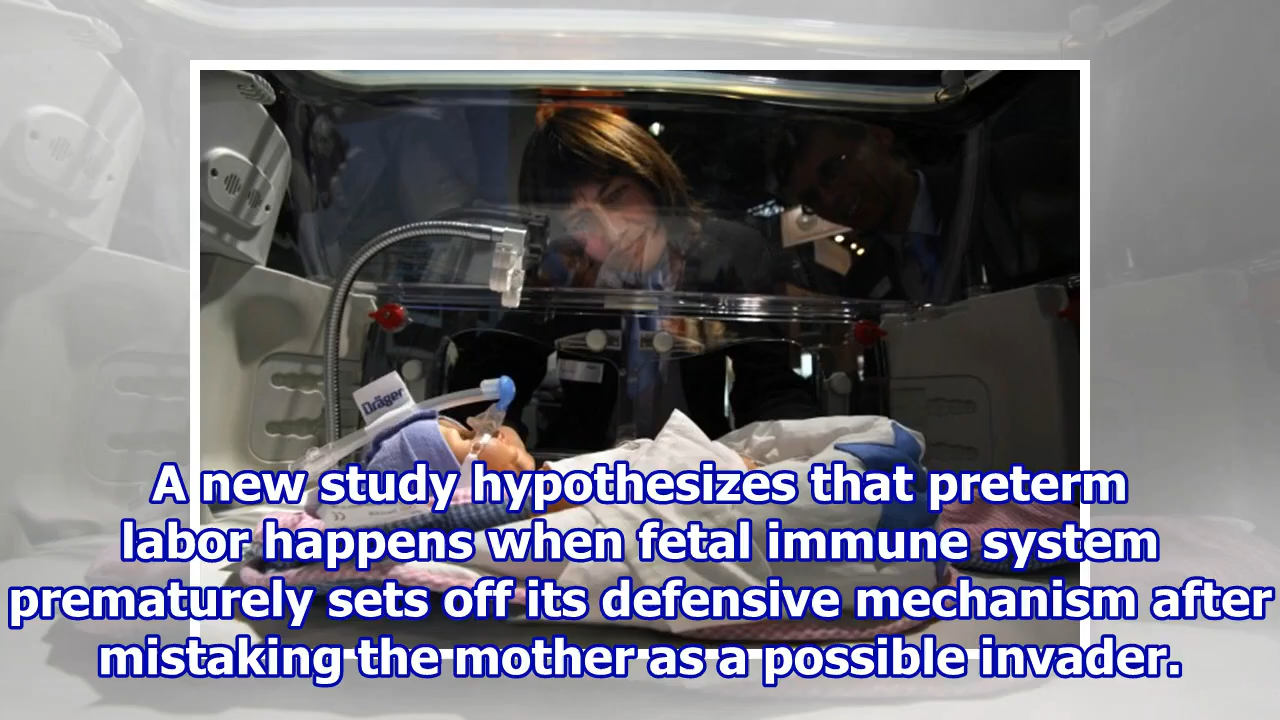 Dräger
A new study hypothesizes that preterm
labor happens when fetal immune system
prematurely sets off its defensive mechanism after
mistaking the mother as a possible invader.